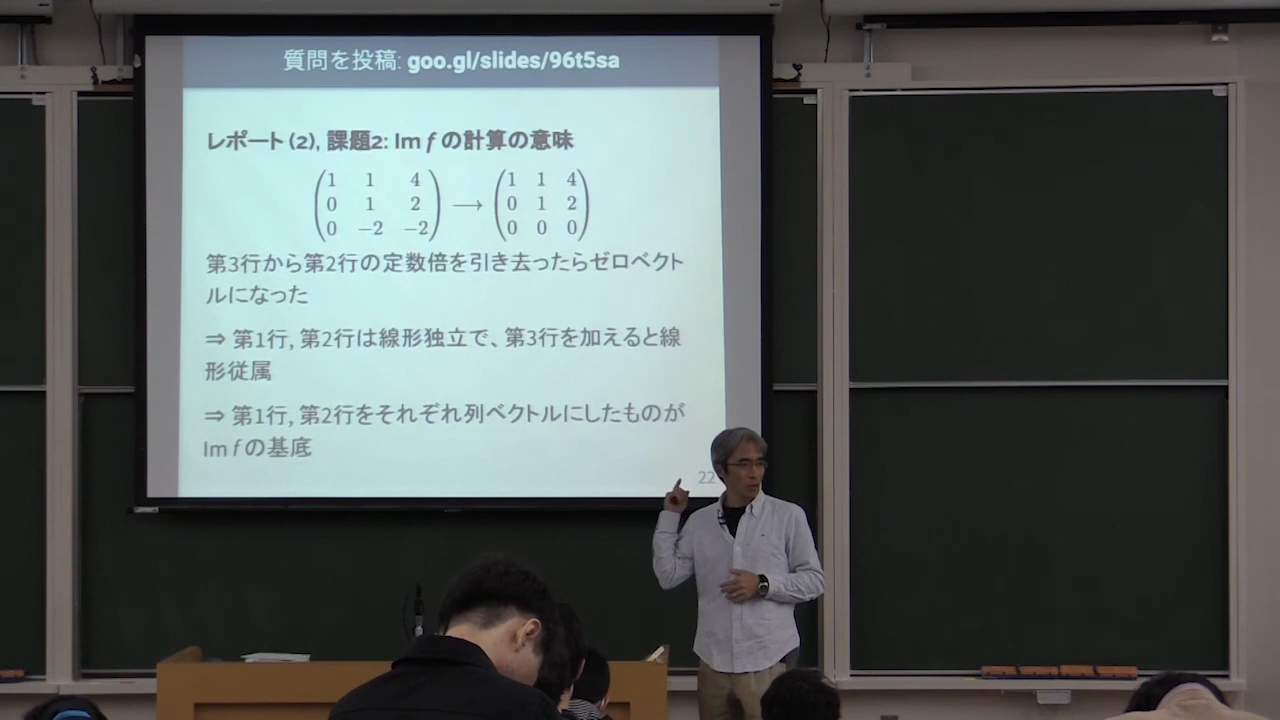 質問を投稿: goo.gl/slides/96t5sa
レポート (2), 課題2: Im f の計算の意味
1 1 4 1 1 4
0 1 2 → 0 1 2
0 −2 −2 0 0 0
第3行から第2行の定数倍を引き去ったらゼロベクト
ルになった
⇒ 第1行, 第2行は線形独立で、第3行を加えると線
形従属
⇒ 第1行, 第2行をそれぞれ列ベクトルにしたものが
Im f の基底
22